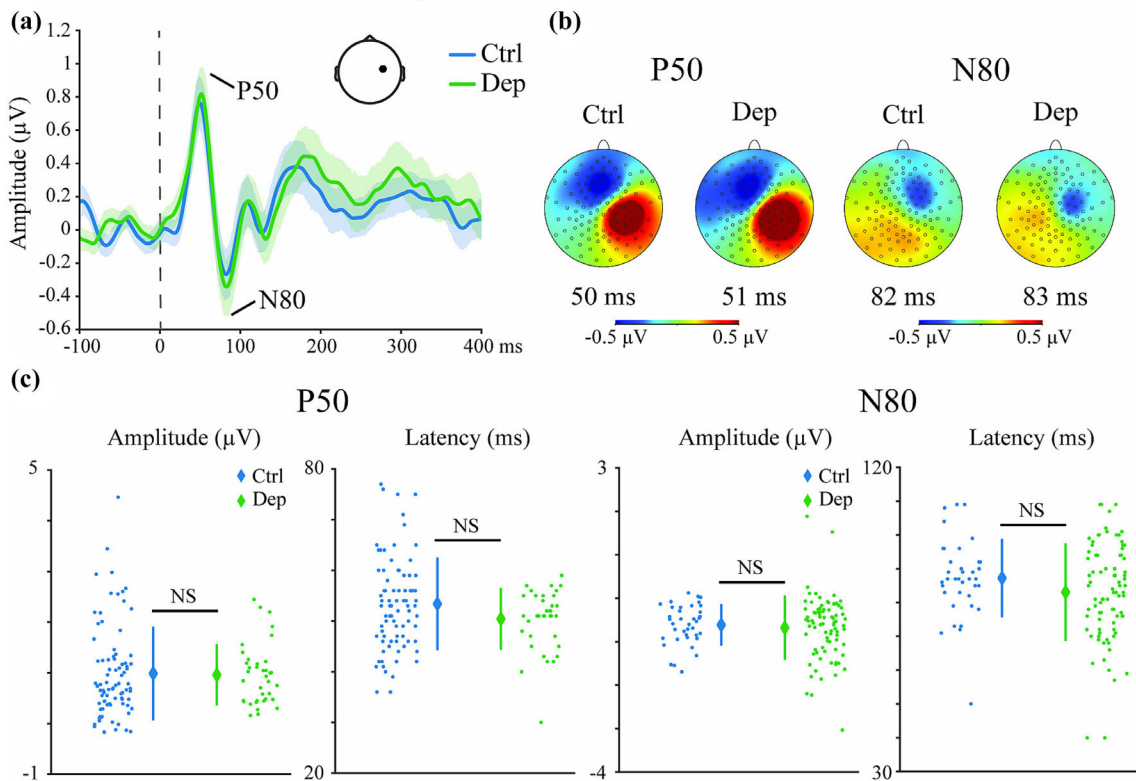 (a)
1.2
1
0.8
0.6
0.4
0.2
0
-0.2
-0.4
-0.6
Amplitude (µV)
-100 0 100 200 300 400 ms
P50
N80
Ctrl
Dep
(b)
P50 N80
Ctrl Dep Ctrl Dep
50 ms 51 ms 82 ms 83 ms
-0.5 µV 0.5 µV -0.5 µV 0.5 µV
(c)
P50
Amplitude (µV)
5
-1
Ctrl
Dep
NS
Latency (ms)
80
20
NS
N80
Amplitude (µV)
3
-4
Ctrl
Dep
NS
Latency (ms)
120
30
NS